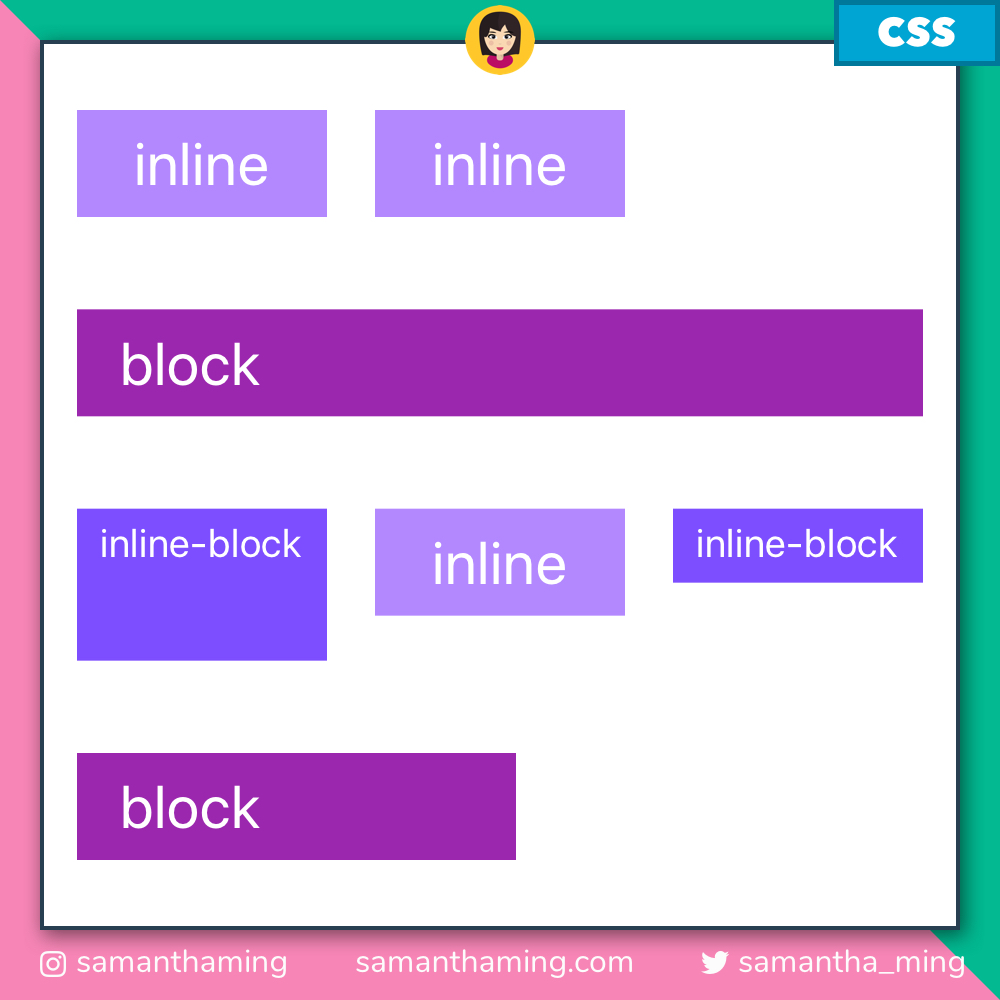 CSS
inline inline
block
inline-block inline inline-block
block
samanthaming samanthaming.com samantha_ming